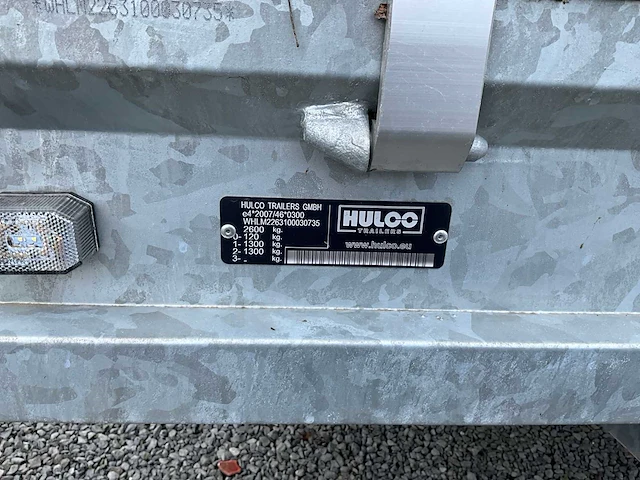 *WHLM2263100030735*
HULCO TRAILERS GMBH
e4*2007/46*0300
WHLM2263100030735
2600 kg.
0- 120 kg.
1- 1300 kg.
2- 1300 kg.
3- - kg.
HULCO
TRAILERS
www.hulco.eu